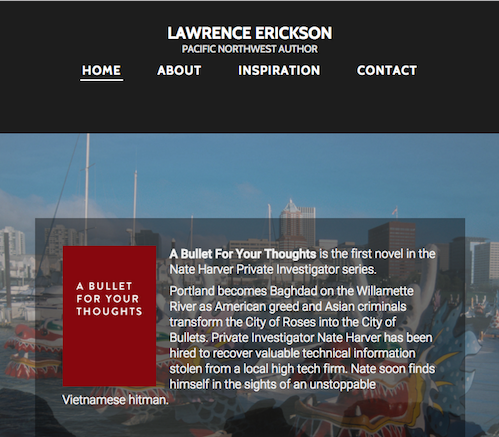 LAWRENCE ERICKSON
PACIFIC NORTHWEST AUTHOR
HOME ABOUT INSPIRATION CONTACT
A BULLET
FOR YOUR
THOUGHTS
A Bullet For Your Thoughts is the first novel in the
Nate Harver Private Investigator series.
Portland becomes Baghdad on the Willamette
River as American greed and Asian criminals
transform the City of Roses into the City of
Bullets. Private Investigator Nate Harver has been
hired to recover valuable technical information
stolen from a local high tech firm. Nate soon finds
himself in the sights of an unstoppable
Vietnamese hitman.